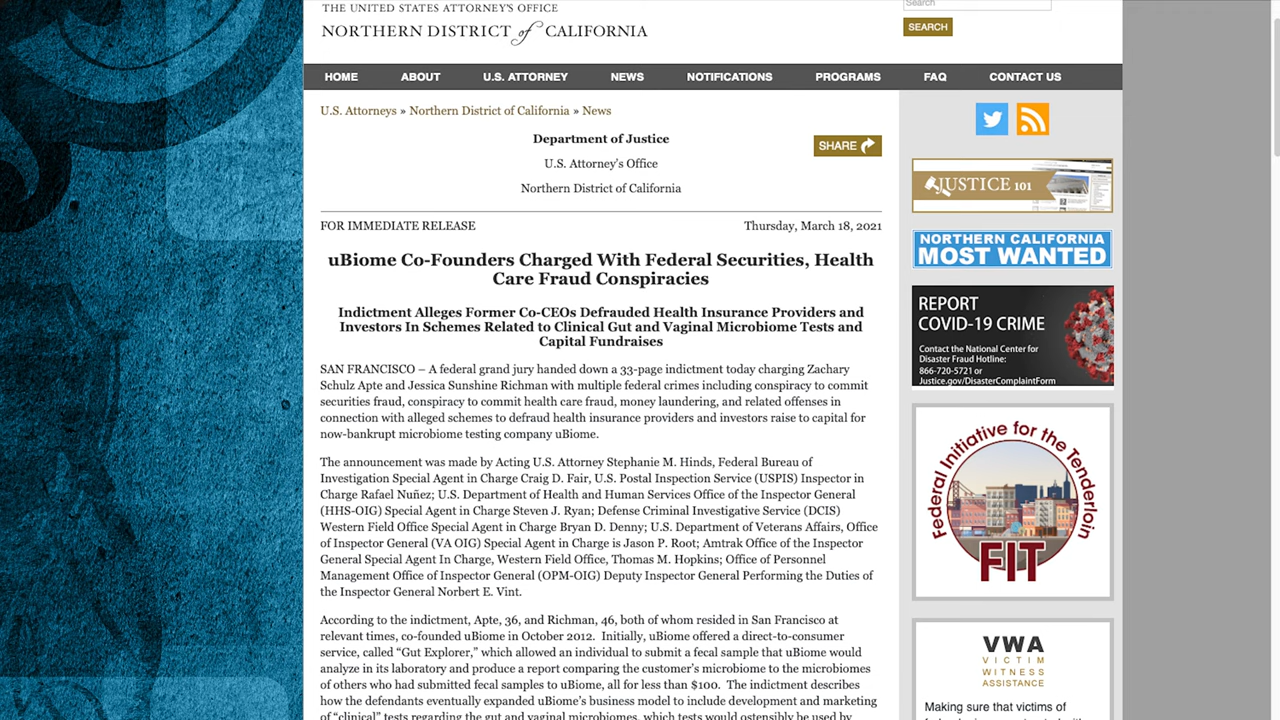 THE UNITED STATES ATTORNEY'S OFFICE
NORTHERN DISTRICT of CALIFORNIA
Search
SEARCH
HOME ABOUT U.S. ATTORNEY NEWS NOTIFICATIONS PROGRAMS FAQ CONTACT US
U.S. Attorneys » Northern District of California » News
Department of Justice
SHARE
U.S. Attorney's Office
Northern District of California
FOR IMMEDIATE RELEASE
Thursday, March 18, 2021
uBiome Co-Founders Charged With Federal Securities, Health
Care Fraud Conspiracies
Indictment Alleges Former Co-CEOs Defrauded Health Insurance Providers and
Investors In Schemes Related to Clinical Gut and Vaginal Microbiome Tests and
Capital Fundraises
SAN FRANCISCO – A federal grand jury handed down a 33-page indictment today charging Zachary
Schulz Apte and Jessica Sunshine Richman with multiple federal crimes including conspiracy to commit
securities fraud, conspiracy to commit health care fraud, money laundering, and related offenses in
connection with alleged schemes to defraud health insurance providers and investors raise to capital for
now-bankrupt microbiome testing company uBiome.
The announcement was made by Acting U.S. Attorney Stephanie M. Hinds, Federal Bureau of
Investigation Special Agent in Charge Craig D. Fair, U.S. Postal Inspection Service (USPIS) Inspector in
Charge Rafael Nuñez; U.S. Department of Health and Human Services Office of the Inspector General
(HHS-OIG) Special Agent in Charge Steven J. Ryan; Defense Criminal Investigative Service (DCIS)
Western Field Office Special Agent in Charge Bryan D. Denny; U.S. Department of Veterans Affairs, Office
of Inspector General (VA OIG) Special Agent in Charge is Jason P. Root; Amtrak Office of the Inspector
General Special Agent In Charge, Western Field Office, Thomas M. Hopkins; Office of Personnel
Management Office of Inspector General (OPM-OIG) Deputy Inspector General Performing the Duties of
the Inspector General Norbert E. Vint.
According to the indictment, Apte, 36, and Richman, 46, both of whom resided in San Francisco at
relevant times, co-founded uBiome in October 2012.  Initially, uBiome offered a direct-to-consumer
service, called “Gut Explorer,” which allowed an individual to submit a fecal sample that uBiome would
analyze in its laboratory and produce a report comparing the customer’s microbiome to the microbiomes
of others who had submitted fecal samples to uBiome, all for less than $100.  The indictment describes
how the defendants eventually expanded uBiome’s business model to include development and marketing
of “clinical” tests regarding the gut and vaginal microbiomes, which tests would ostensibly be used by
JUSTICE 101
NORTHERN CALIFORNIA
MOST WANTED
REPORT
COVID-19 CRIME
Contact the National Center for
Disaster Fraud Hotline:
866-720-5721 or
Justice.gov/DisasterComplaintForm
Federal Initiative for the Tenderloin
FIT
VWA
VICTIM
WITNESS
ASSISTANCE
Making sure that victims of